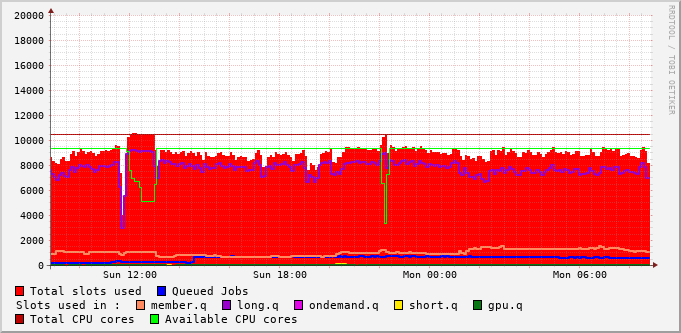 RRDTOOL / TOBI OETIKER
20000
18000
16000
14000
12000
10000
8000
6000
4000
2000
0
Sun 12:00 Sun 18:00 Mon 00:00 Mon 06:00
Total slots used Queued Jobs
Slots used in : member.q long.q ondemand.q short.q gpu.q
Total CPU cores Available CPU cores